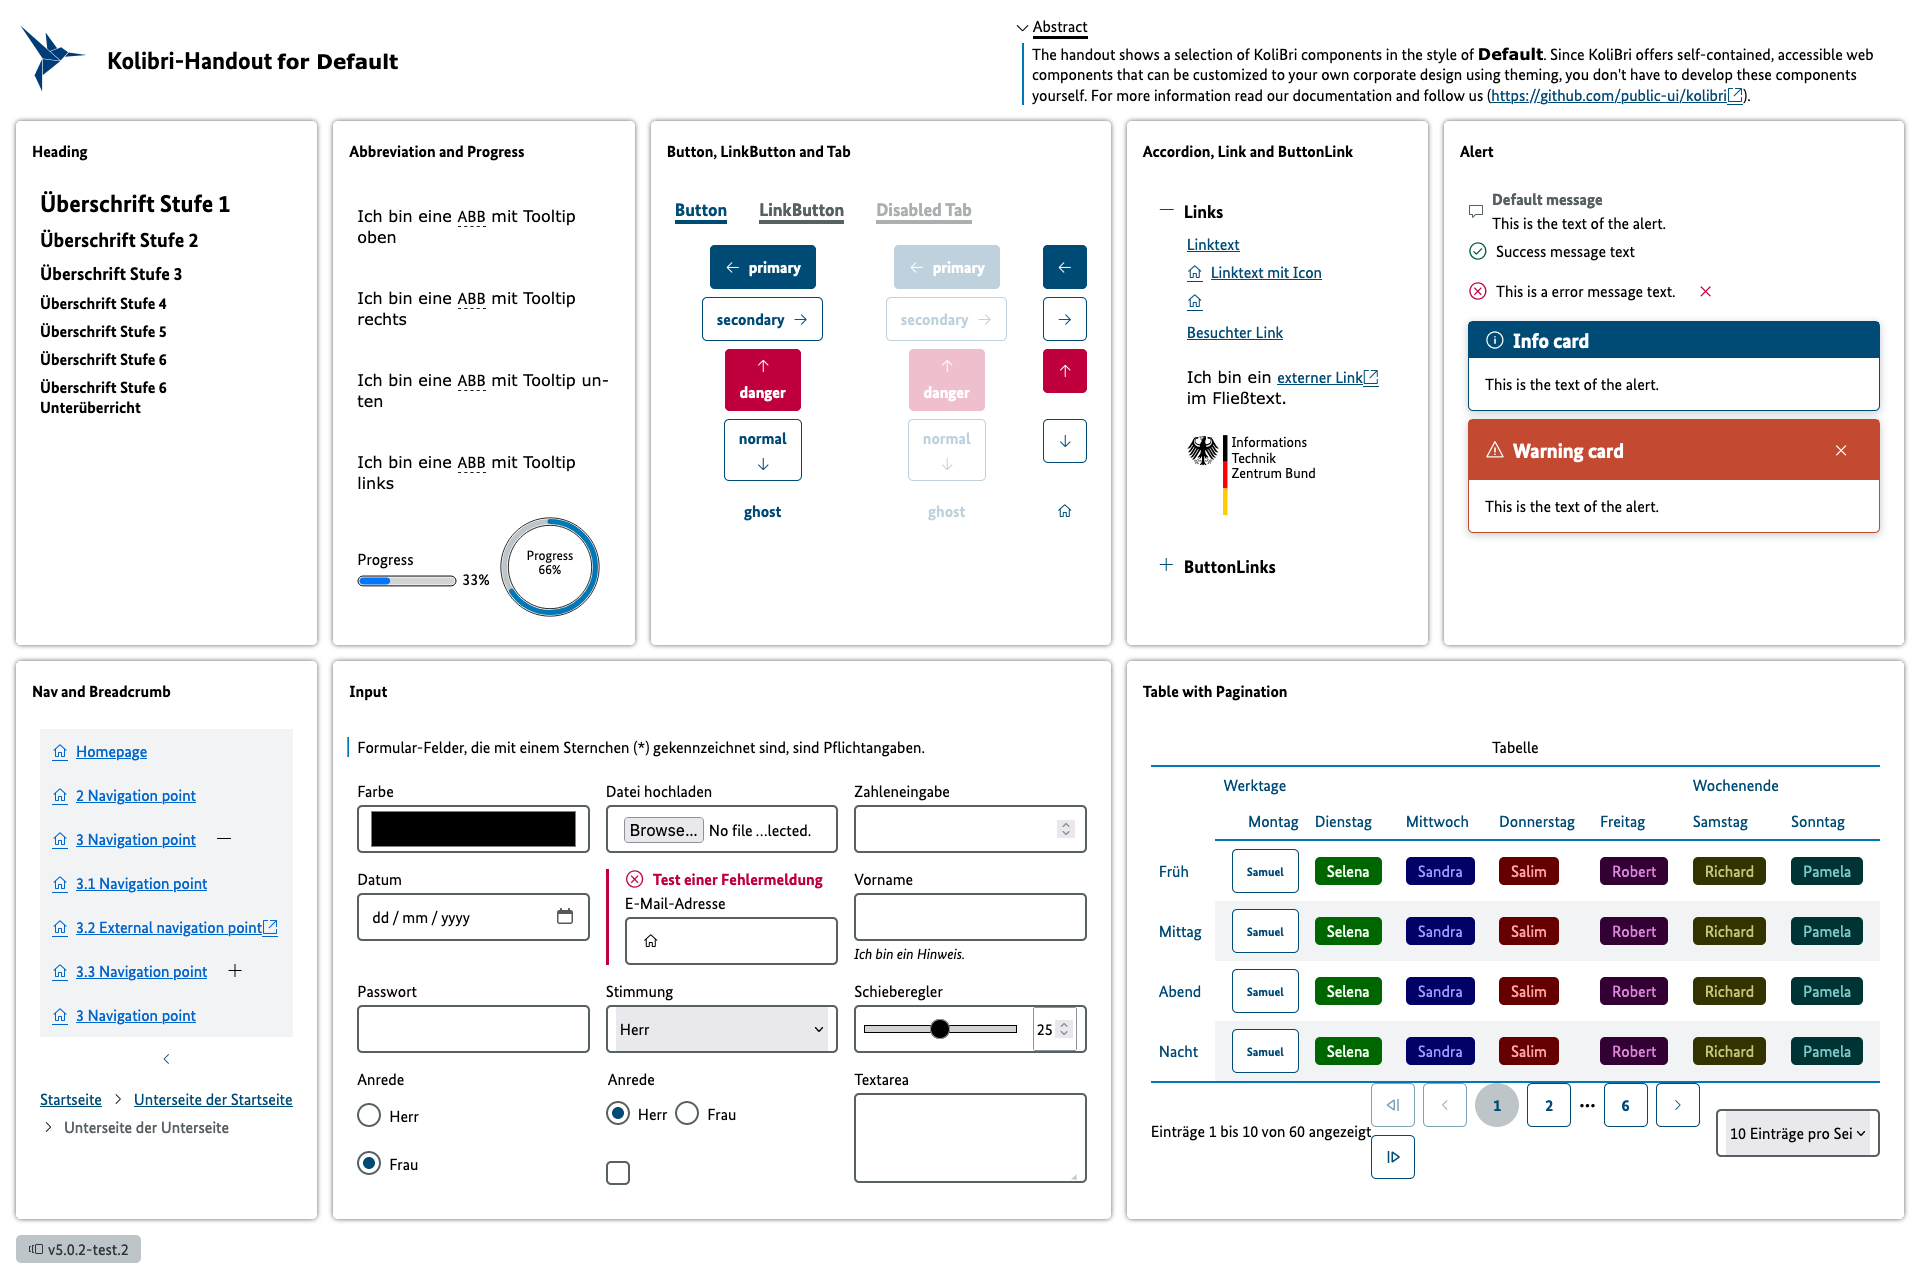 Kolibri-Handout for Default
Abstract
The handout shows a selection of KoliBri components in the style of Default. Since KoliBri offers self-contained, accessible web
components that can be customized to your own corporate design using theming, you don't have to develop these components
yourself. For more information read our documentation and follow us (https://github.com/public-ui/kolibri).
Heading
Überschrift Stufe 1
Überschrift Stufe 2
Überschrift Stufe 3
Überschrift Stufe 4
Überschrift Stufe 5
Überschrift Stufe 6
Überschrift Stufe 6
Unterüberricht
Abbreviation and Progress
Ich bin eine ABB mit Tooltip
oben
Ich bin eine ABB mit Tooltip
rechts
Ich bin eine ABB mit Tooltip un-
ten
Ich bin eine ABB mit Tooltip
links
Progress
33%
Progress
66%
Button, LinkButton and Tab
Button LinkButton Disabled Tab
primary primary
secondary secondary
danger danger
normal normal
ghost ghost
Accordion, Link and ButtonLink
Links
Linktext
Linktext mit Icon
Besuchter Link
Ich bin ein externer Link
im Fließtext.
Informations
Technik
Zentrum Bund
ButtonLinks
Alert
Default message
This is the text of the alert.
Success message text
This is a error message text.
Info card
This is the text of the alert.
Warning card
This is the text of the alert.
Nav and Breadcrumb
Homepage
2 Navigation point
3 Navigation point
3.1 Navigation point
3.2 External navigation point
3.3 Navigation point
3 Navigation point
Startseite Unterseite der Startseite
Unterseite der Unterseite
Input
Formular-Felder, die mit einem Sternchen (*) gekennzeichnet sind, sind Pflichtangaben.
Farbe
Datei hochladen
Browse... No file ...lected.
Zahleneingabe
Datum
dd / mm / yyyy
Test einer Fehlermeldung
E-Mail-Adresse
Vorname
Ich bin ein Hinweis.
Passwort
Stimmung
Herr
Schieberegler
25
Anrede
Herr
Frau
Anrede
Herr Frau
Textarea
Table with Pagination
Tabelle
Werktage Wochenende
Montag Dienstag Mittwoch Donnerstag Freitag Samstag Sonntag
Früh Samuel Selena Sandra Salim Robert Richard Pamela
Mittag Samuel Selena Sandra Salim Robert Richard Pamela
Abend Samuel Selena Sandra Salim Robert Richard Pamela
Nacht Samuel Selena Sandra Salim Robert Richard Pamela
Einträge 1 bis 10 von 60 angezeigt
1 2 ••• 6
10 Einträge pro Sei
v5.0.2-test.2